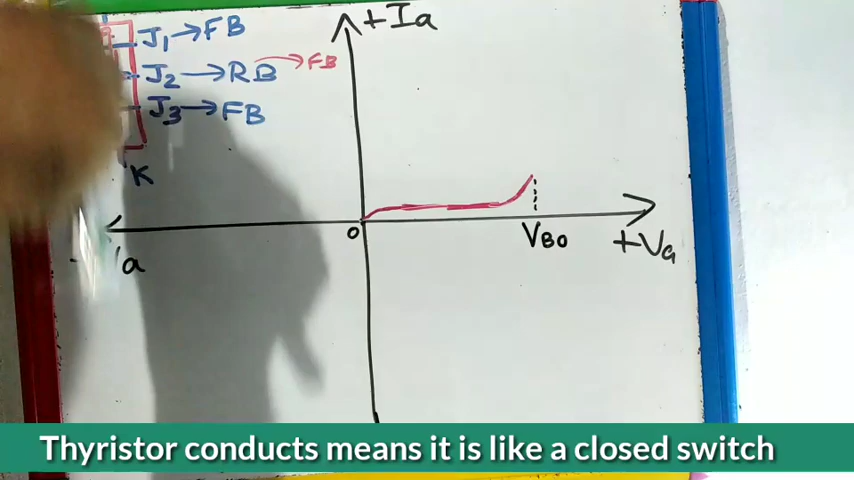 J1→FB
J2→RB→FB
J3→FB
K
+Ia
0
VBO
+Va
a
Thyristor conducts means it is like a closed switch